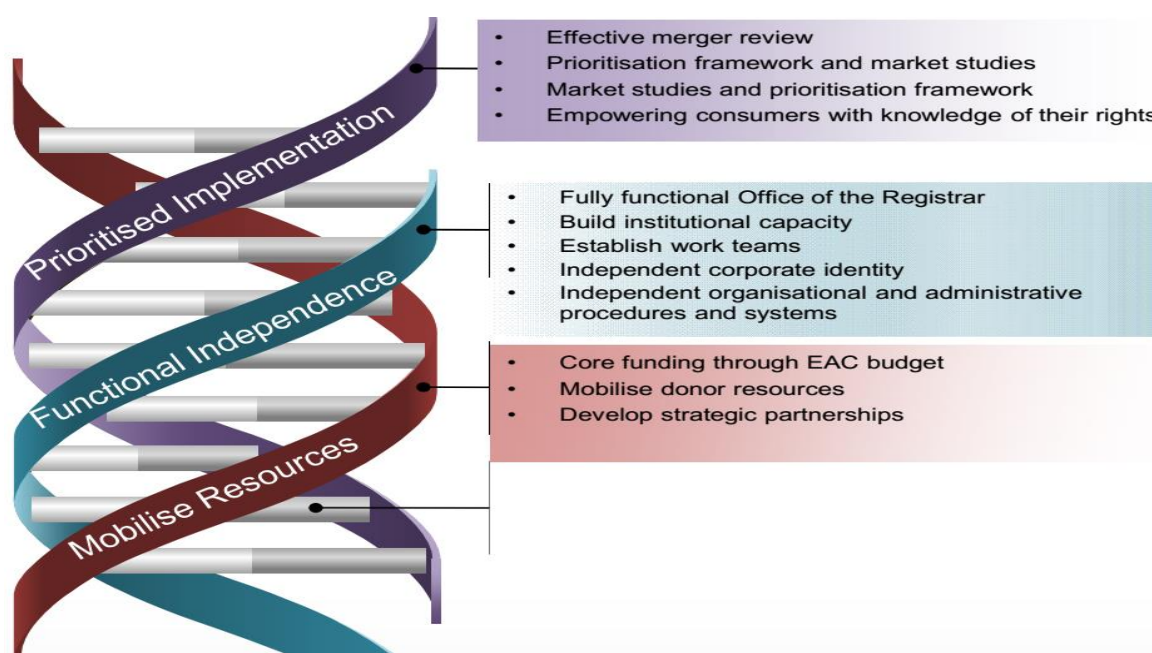 • Effective merger review
• Prioritisation framework and market studies
• Market studies and prioritisation framework
• Empowering consumers with knowledge of their rights
Prioritised Implementation
• Fully functional Office of the Registrar
• Build institutional capacity
• Establish work teams
• Independent corporate identity
• Independent organisational and administrative
procedures and systems
Functional Independence
• Core funding through EAC budget
• Mobilise donor resources
• Develop strategic partnerships
Mobilise Resources